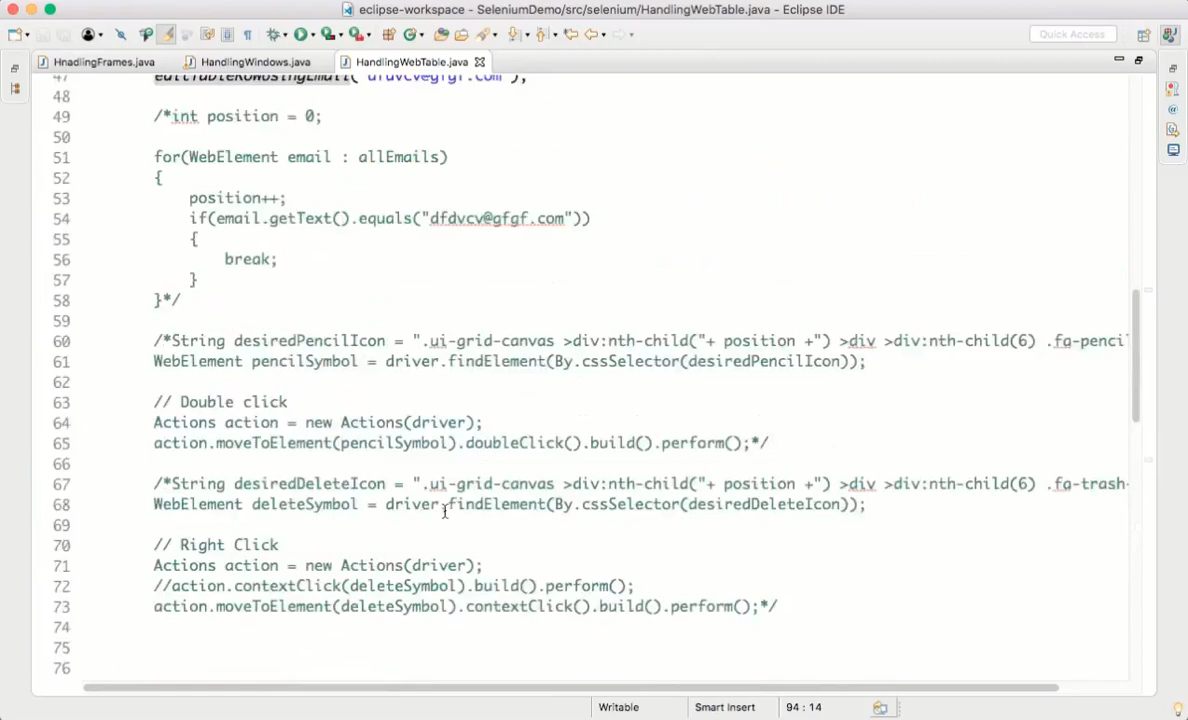 eclipse-workspace - SeleniumDemo/src/selenium/HandlingWebTable.java - Eclipse IDE
Quick Access
HnadlingFrames.java HandlingWindows.java HandlingWebTable.java
47 editTableRowUsingEmail("dfdvcv@gfgf.com");
48
49 /*int position = 0;
50
51 for(WebElement email : allEmails)
52 {
53 position++;
54 if(email.getText().equals("dfdvcv@gfgf.com"))
55 {
56 break;
57 }
58 }*/
59
60 /*String desiredPencilIcon = ".ui-grid-canvas >div:nth-child("+ position +") >div >div:nth-child(6) .fa-pencil
61 WebElement pencilSymbol = driver.findElement(By.cssSelector(desiredPencilIcon));
62
63 // Double click
64 Actions action = new Actions(driver);
65 action.moveToElement(pencilSymbol).doubleClick().build().perform();*/
66
67 /*String desiredDeleteIcon = ".ui-grid-canvas >div:nth-child("+ position +") >div >div:nth-child(6) .fa-trash-
68 WebElement deleteSymbol = driver.findElement(By.cssSelector(desiredDeleteIcon));
69
70 // Right Click
71 Actions action = new Actions(driver);
72 //action.contextClick(deleteSymbol).build().perform();
73 action.moveToElement(deleteSymbol).contextClick().build().perform();*/
74
75
76
Writable Smart Insert 94 : 14